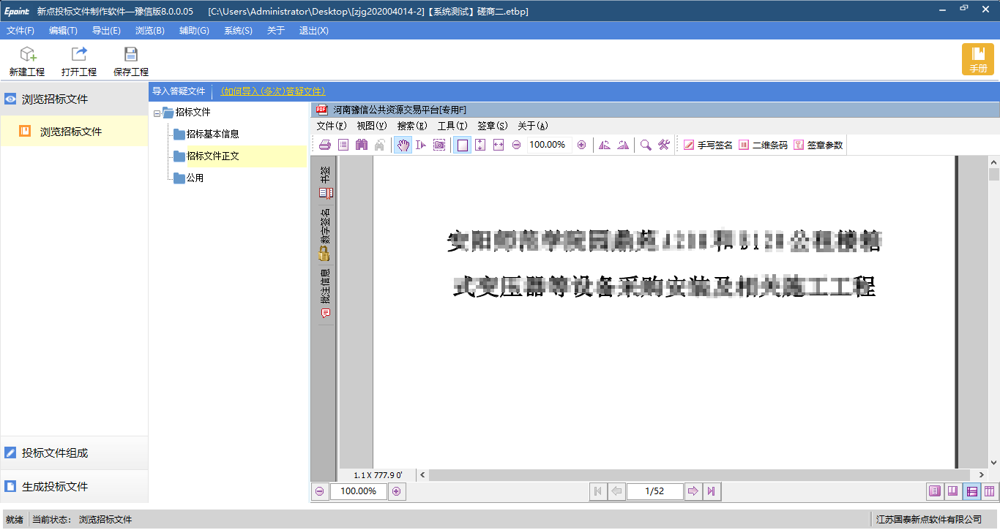 Epoint 新点投标文件制作软件—豫信版8.0.0.05 [C:\Users\Administrator\Desktop\[zjg202004014-2]【系统测试】磋商二.etbp]
文件(F) 编辑(T) 导出(E) 浏览(B) 辅助(G) 系统(S) 关于 退出(X)
新建工程 打开工程 保存工程 手册
浏览招标文件
浏览招标文件
投标文件组成
生成投标文件
导入答疑文件 (如何导入(多次)答疑文件)
招标文件
招标基本信息
招标文件正文
公用
PDF 河南豫信公共资源交易平台[专用F]
文件(F) 视图(V) 搜索(E) 工具(T) 签章(S) 关于(A)
100.00% 手写签名 二维条码 签章参数
书签
数字签名
批注信息
式变压器等设备采购安装及相关施工工程
1.1 X 777.9 0'
100.00% 1/52
就绪 当前状态: 浏览招标文件 江苏国泰新点软件有限公司